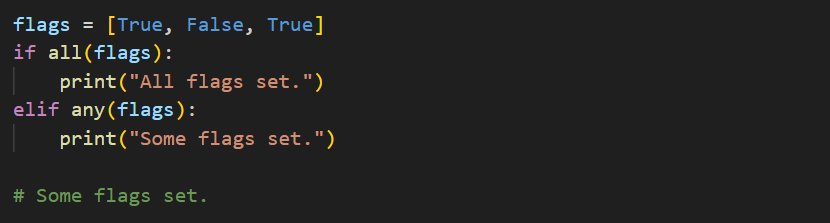 flags = [True, False, True]
if all(flags):
    print("All flags set.")
elif any(flags):
    print("Some flags set.")

# Some flags set.